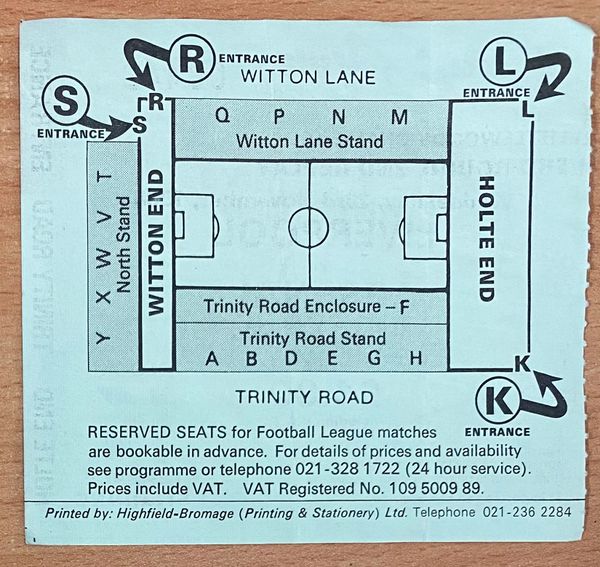 R ENTRANCE
WITTON LANE
L
ENTRANCE
S
ENTRANCE
R
S
L
Q P N M
Witton Lane Stand
Y X W V T
North Stand
WITTON END
HOLTE END
Trinity Road Enclosure – F
Trinity Road Stand
A B D E G H
K
TRINITY ROAD
K
ENTRANCE
RESERVED SEATS for Football League matches
are bookable in advance. For details of prices and availability
see programme or telephone 021-328 1722 (24 hour service).
Prices include VAT. VAT Registered No. 109 5009 89.
Printed by: Highfield-Bromage (Printing & Stationery) Ltd. Telephone 021-236 2284